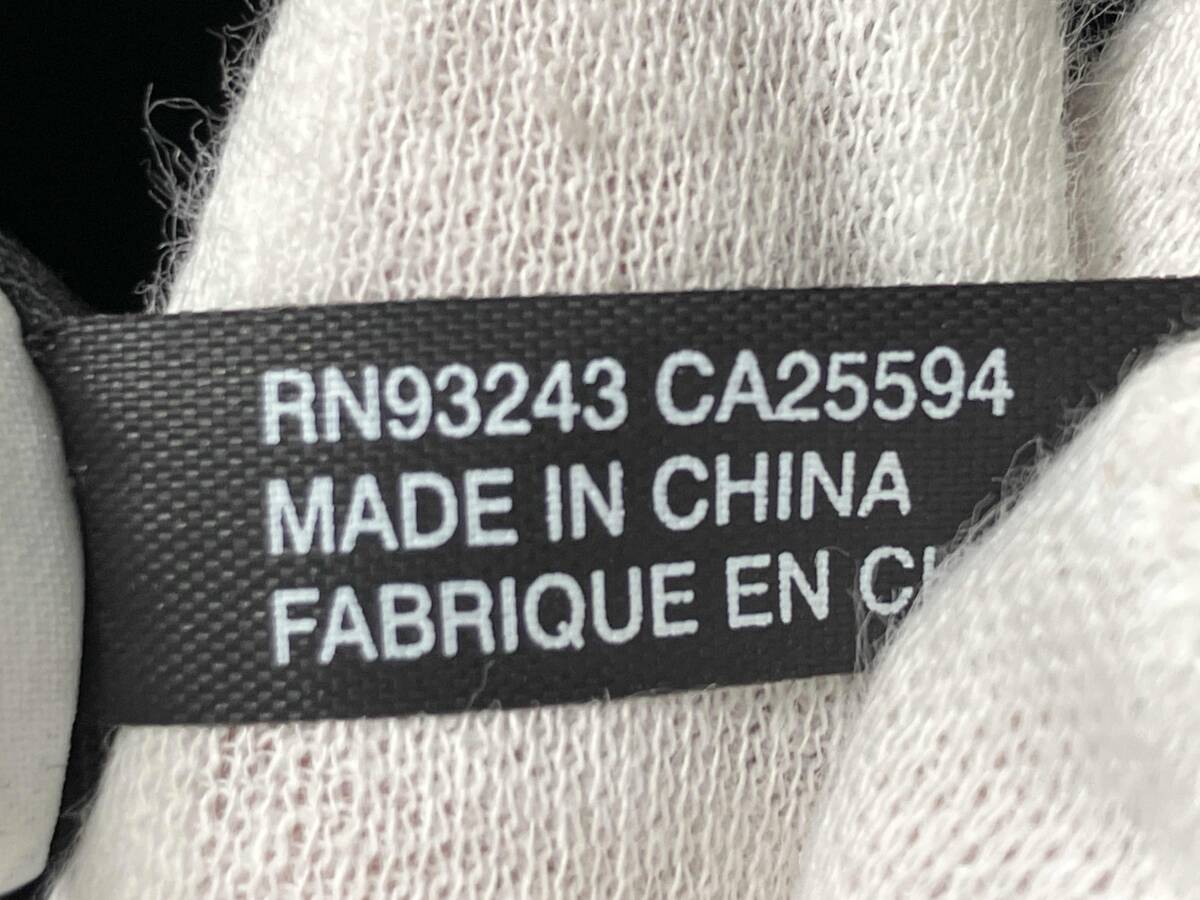 RN93243 CA25594
MADE IN CHINA
FABRIQUE EN